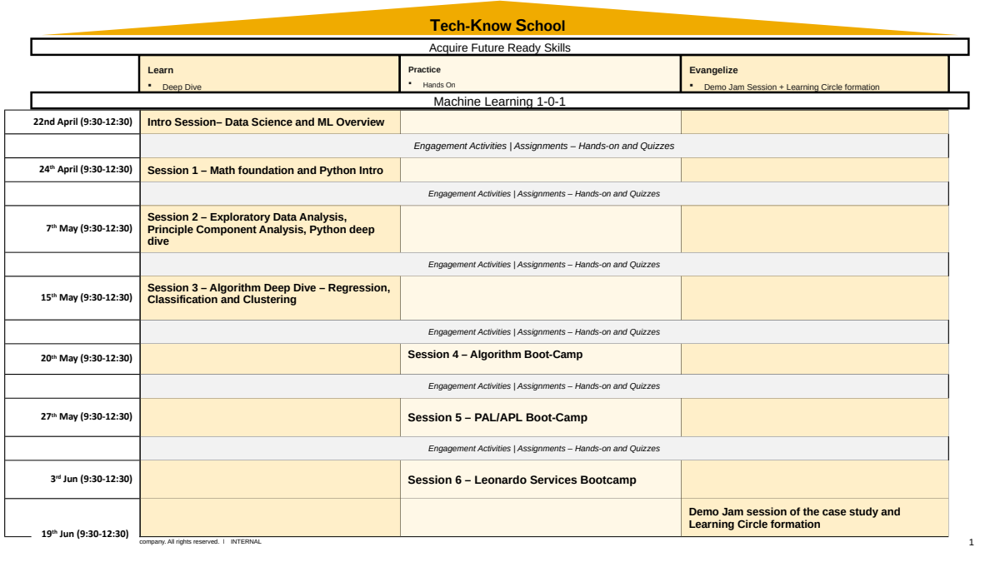 Tech-Know School
Acquire Future Ready Skills
Learn
▪ Deep Dive
Practice
▪ Hands On
Evangelize
▪ Demo Jam Session + Learning Circle formation
Machine Learning 1-0-1
22nd April (9:30-12:30)
Intro Session– Data Science and ML Overview
Engagement Activities | Assignments – Hands-on and Quizzes
24th April (9:30-12:30)
Session 1 – Math foundation and Python Intro
Engagement Activities | Assignments – Hands-on and Quizzes
7th May (9:30-12:30)
Session 2 – Exploratory Data Analysis,
Principle Component Analysis, Python deep
dive
Engagement Activities | Assignments – Hands-on and Quizzes
15th May (9:30-12:30)
Session 3 – Algorithm Deep Dive – Regression,
Classification and Clustering
Engagement Activities | Assignments – Hands-on and Quizzes
20th May (9:30-12:30)
Session 4 – Algorithm Boot-Camp
Engagement Activities | Assignments – Hands-on and Quizzes
27th May (9:30-12:30)
Session 5 – PAL/APL Boot-Camp
Engagement Activities | Assignments – Hands-on and Quizzes
3rd Jun (9:30-12:30)
Session 6 – Leonardo Services Bootcamp
19th Jun (9:30-12:30)
Demo Jam session of the case study and
Learning Circle formation
company. All rights reserved. | INTERNAL
1